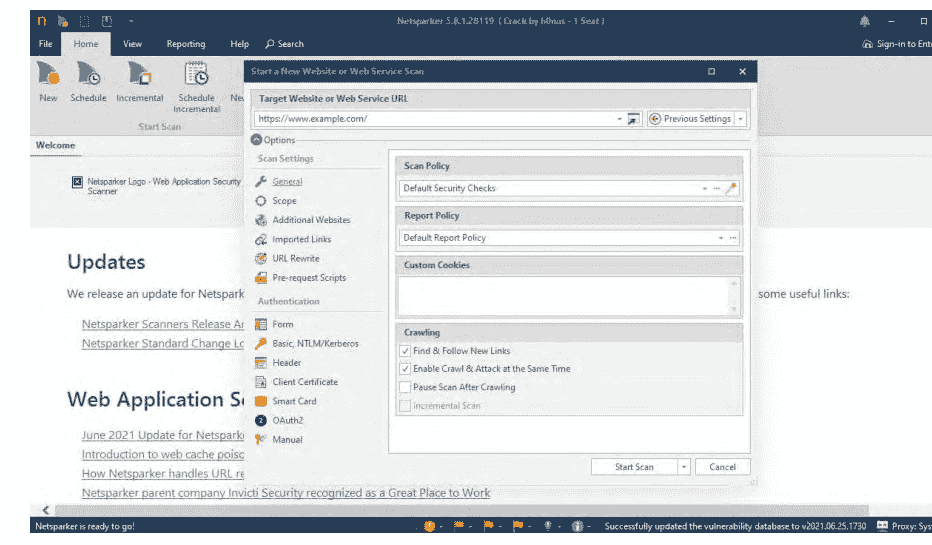 Netsparker 5.8.1.28119 ( Crack by h0nus - 1 Seat )
File Home View Reporting Help Search
Sign-in to Ent
New Schedule Incremental Schedule Incremental Ne
Start Scan
Welcome
Netsparker Logo - Web Application Security Scanner
Updates
We release an update for Netspark
some useful links:
Netsparker Scanners Release Ar
Netsparker Standard Change Lo
Web Application Se
June 2021 Update for Netsparke
Introduction to web cache poisc
How Netsparker handles URL re
Netsparker parent company Invicti Security recognized as a Great Place to Work
Start a New Website or Web Service Scan
Target Website or Web Service URL
https://www.example.com/
Previous Settings
Options
Scan Settings
General
Scope
Additional Websites
Imported Links
URL Rewrite
Pre-request Scripts
Authentication
Form
Basic, NTLM/Kerberos
Header
Client Certificate
Smart Card
OAuth2
Manual
Scan Policy
Default Security Checks
Report Policy
Default Report Policy
Custom Cookies
Crawling
Find & Follow New Links
Enable Crawl & Attack at the Same Time
Pause Scan After Crawling
Incremental Scan
Start Scan
Cancel
Netsparker is ready to go!
Successfully updated the vulnerability database to v2021.06.25.1730
Proxy: Sys